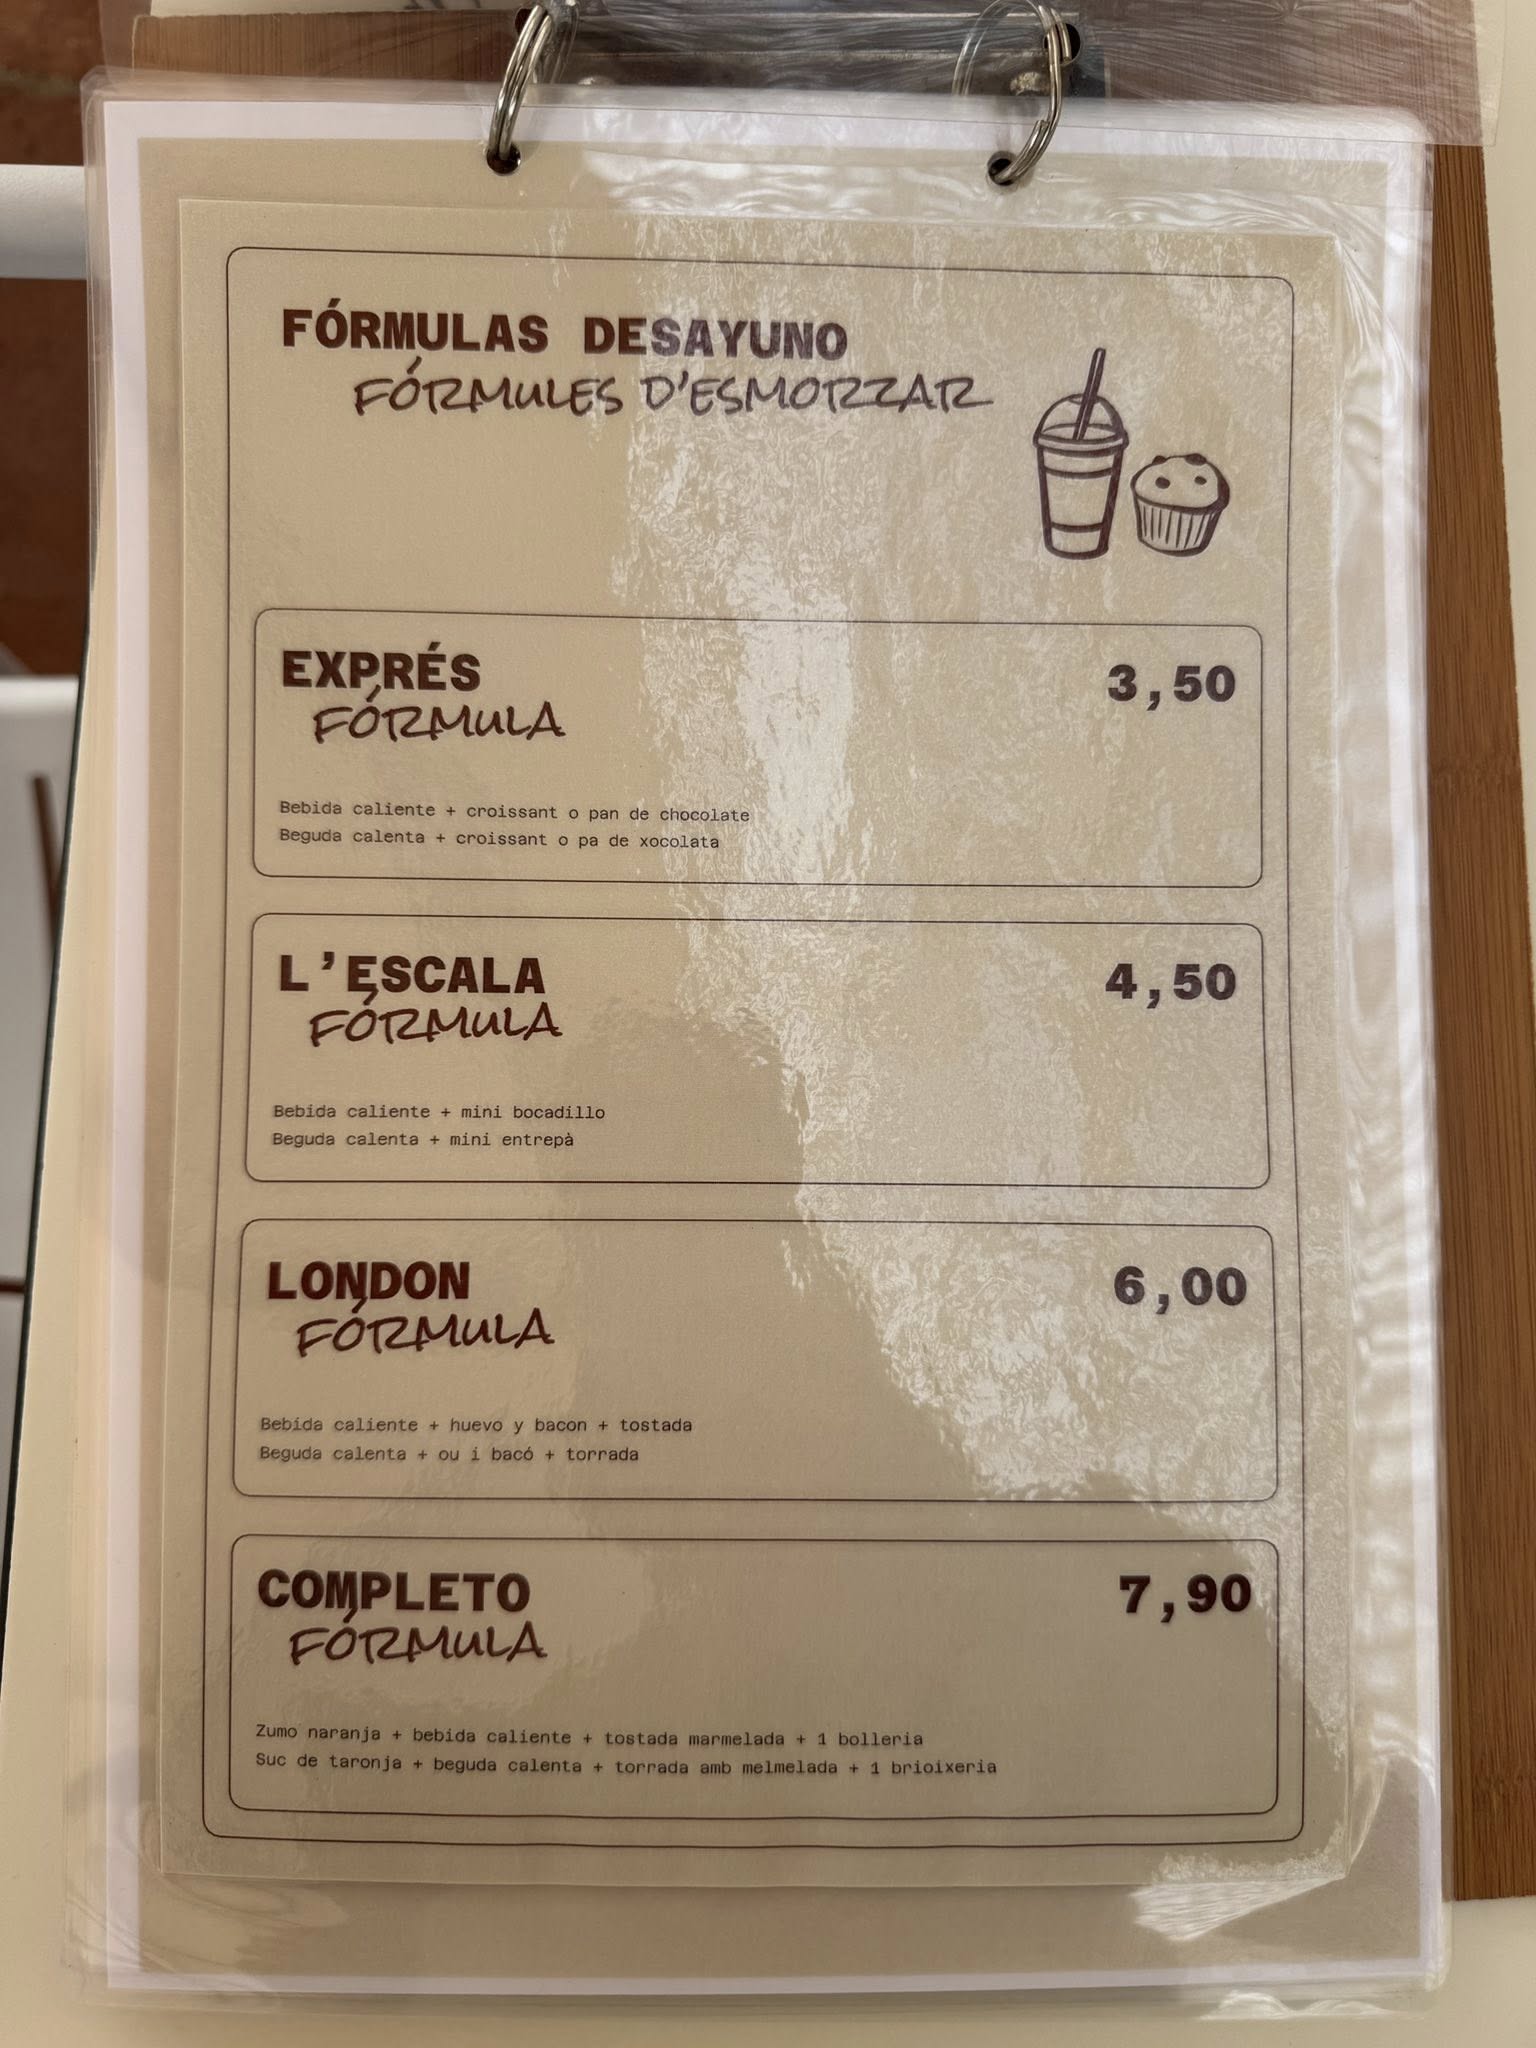 FÓRMULAS DESAYUNO
FÓRMULES D'ESMORZAR
EXPRÉS
FÓRMULA
3,50
Bebida caliente + croissant o pan de chocolate
Beguda calenta + croissant o pa de xocolata
L'ESCALA
FÓRMULA
4,50
Bebida caliente + mini bocadillo
Beguda calenta + mini entrepà
LONDON
FÓRMULA
6,00
Bebida caliente + huevo y bacon + tostada
Beguda calenta + ou i bacó + torrada
COMPLETO
FÓRMULA
7,90
Zumo naranja + bebida caliente + tostada marmelada + 1 bolleria
Suc de taronja + beguda calenta + torrada amb melmelada + 1 brioixeria